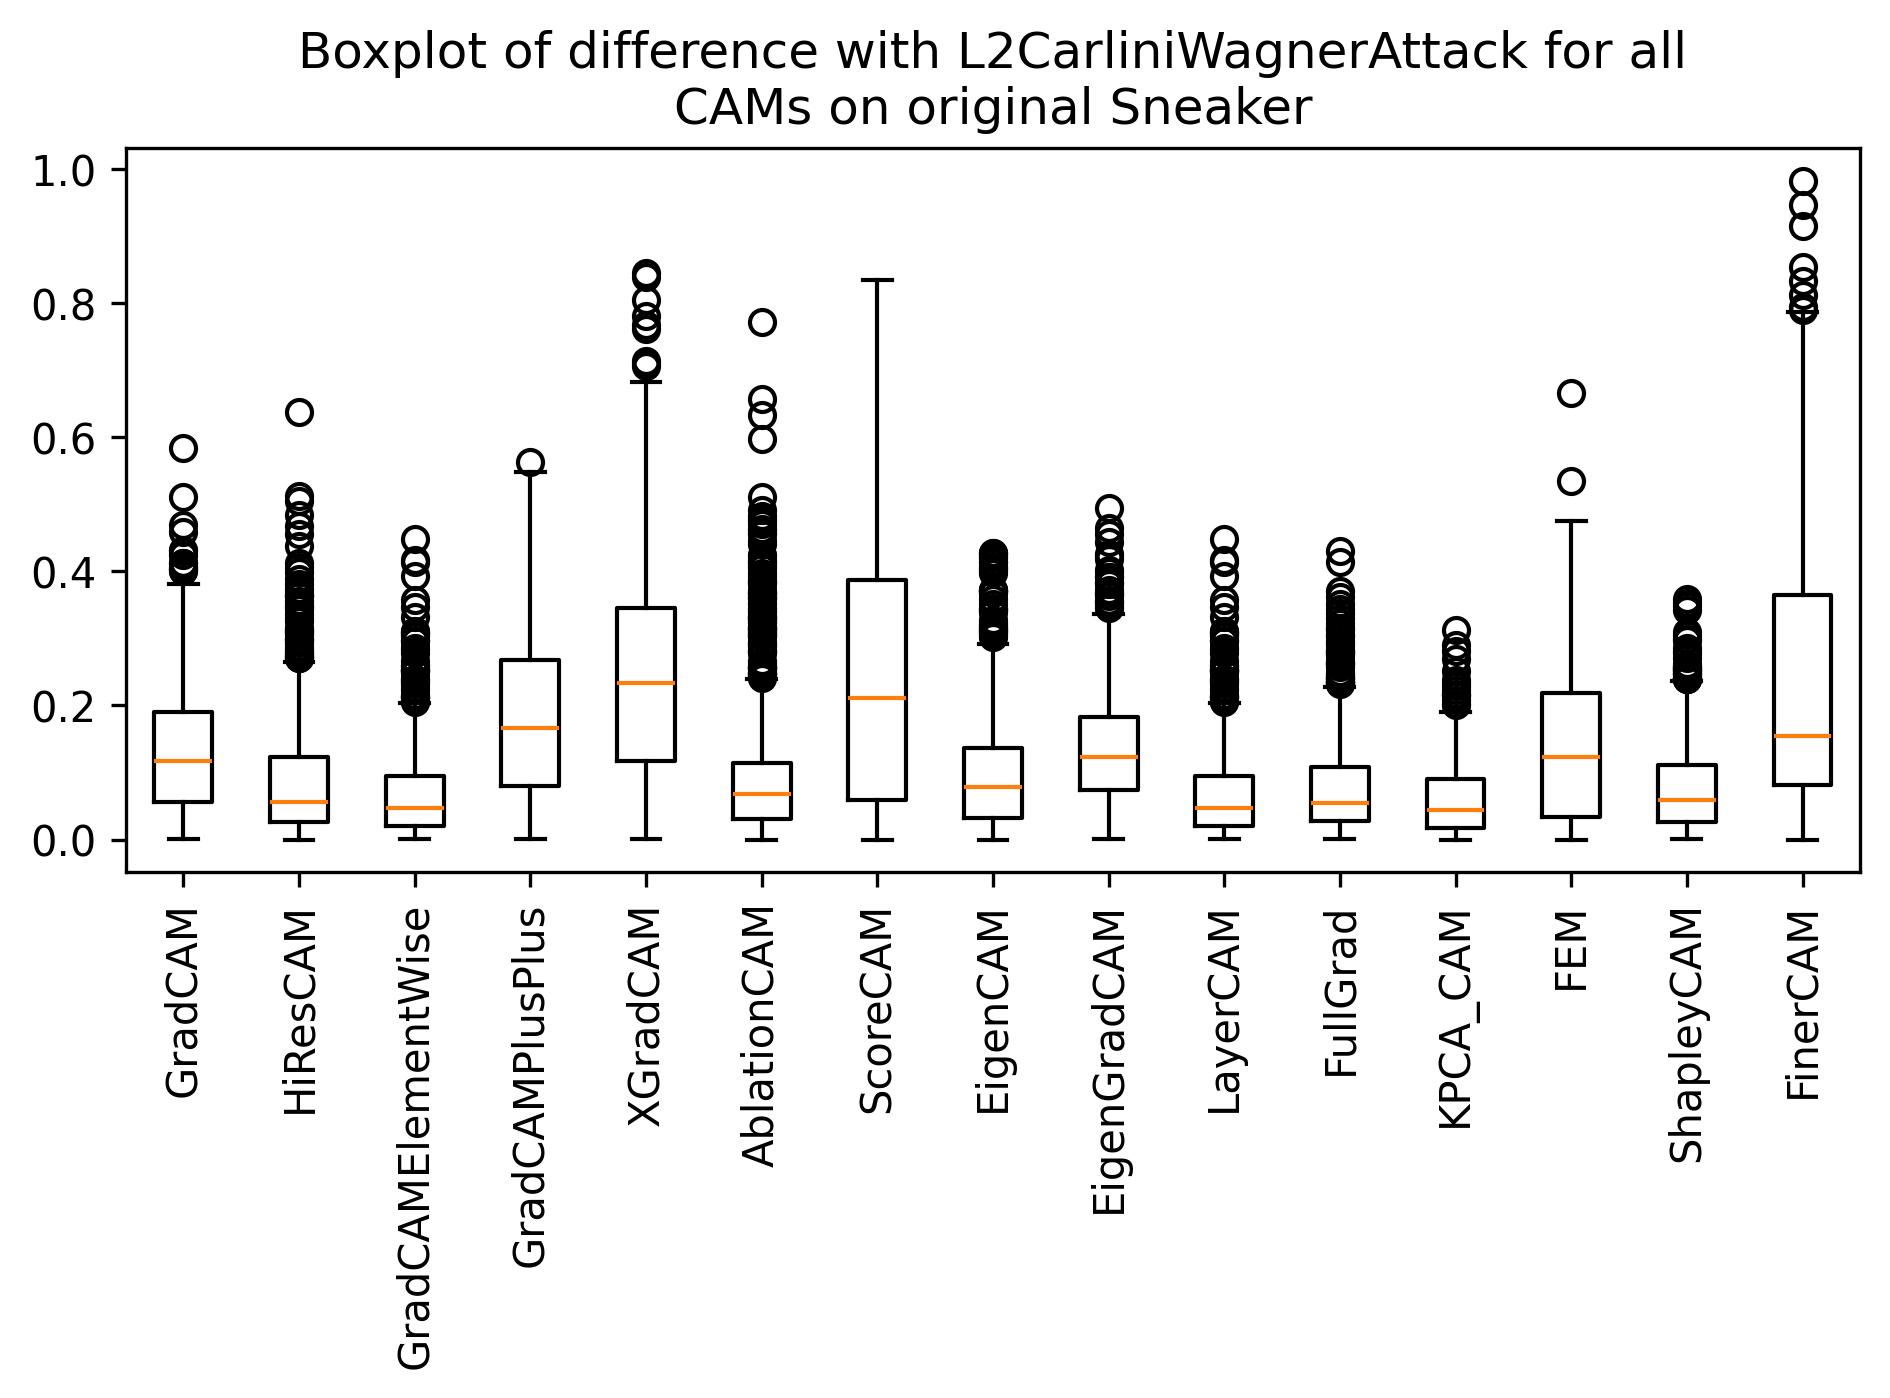 Boxplot of difference with L2CarliniWagnerAttack for all
CAMs on original Sneaker
1.0
0.8
0.6
0.4
0.2
0.0
GradCAM
HiResCAM
GradCAMElementWise
GradCAMPlusPlus
XGradCAM
AblationCAM
ScoreCAM
EigenCAM
EigenGradCAM
LayerCAM
FullGrad
KPCA_CAM
FEM
ShapleyCAM
FinerCAM